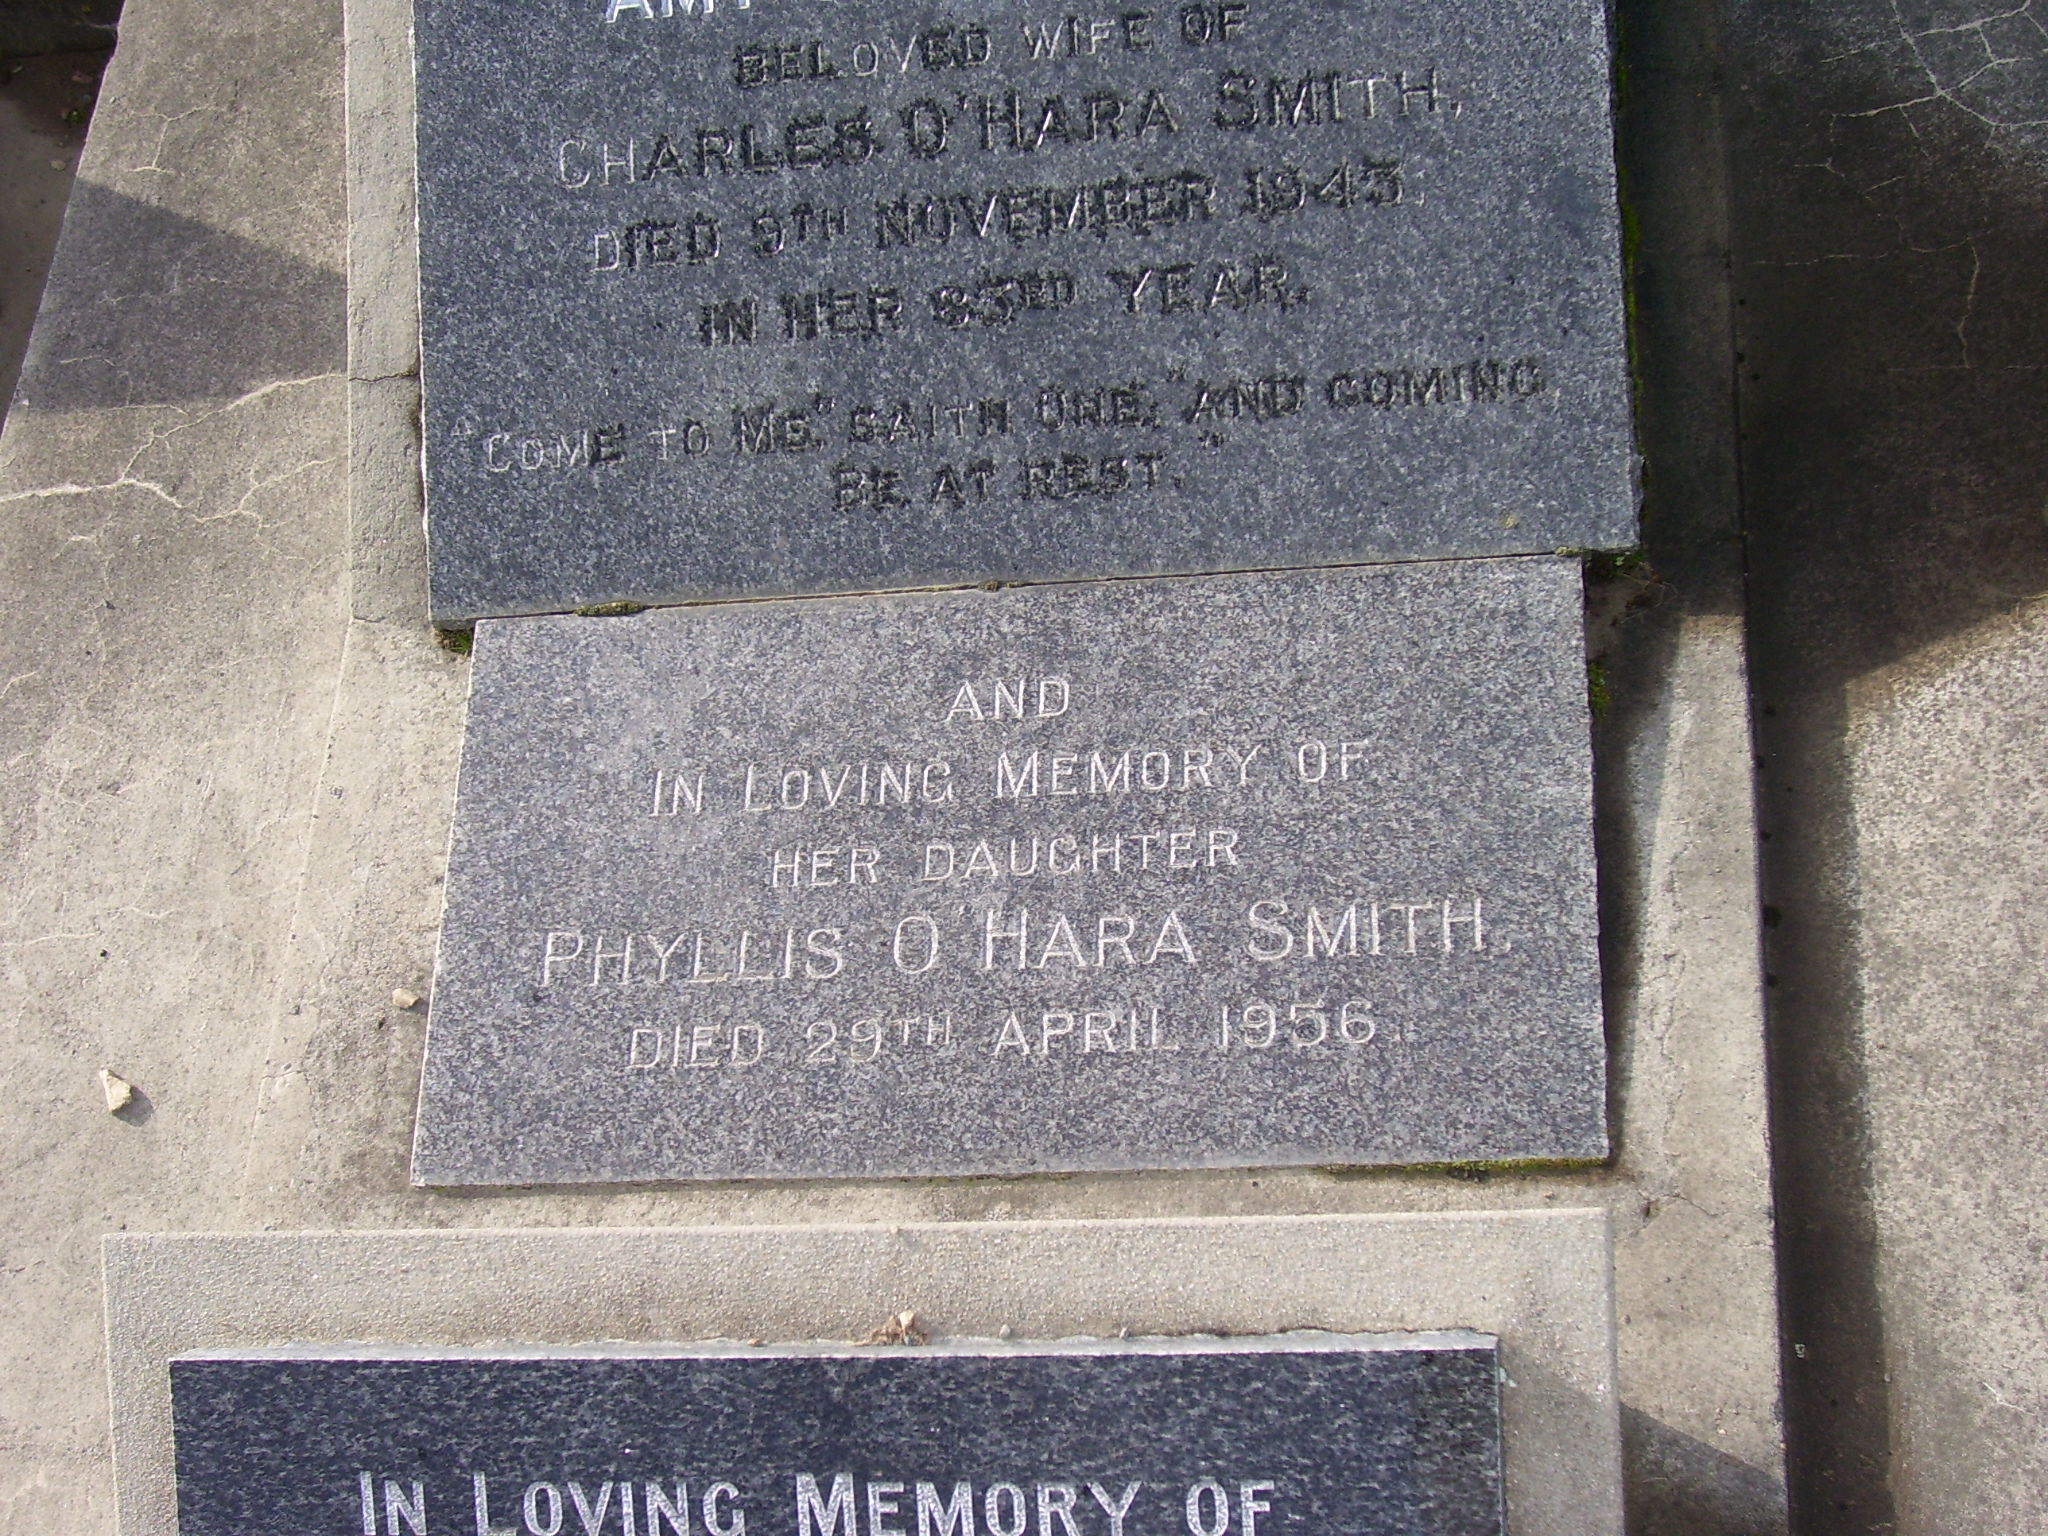 AMY
BELOVED WIFE OF
CHARLES O'HARA SMITH,
DIED 9TH NOVEMBER 1943.
IN HER 83RD YEAR.
"COME TO ME," SAITH ONE, "AND COMING
BE AT REST."
AND
IN LOVING MEMORY OF
HER DAUGHTER
PHYLLIS O'HARA SMITH,
DIED 29TH APRIL 1956.
IN LOVING MEMORY OF